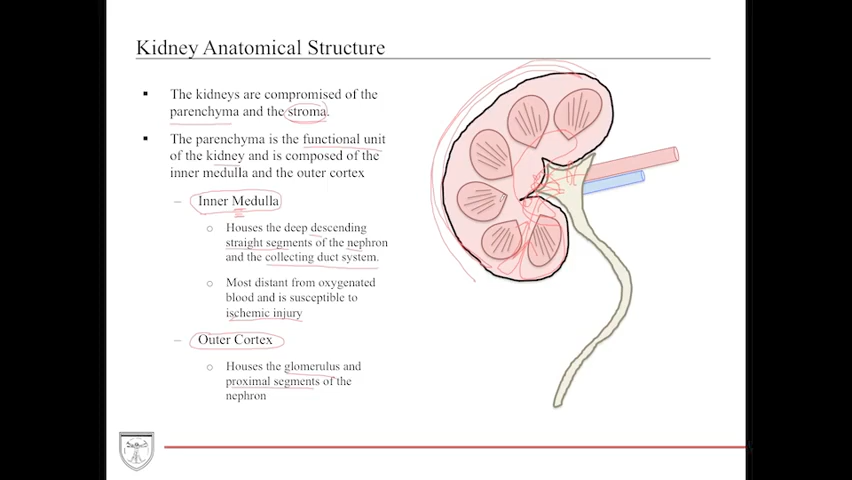 Kidney Anatomical Structure
▪ The kidneys are compromised of the
parenchyma and the stroma.
▪ The parenchyma is the functional unit
of the kidney and is composed of the
inner medulla and the outer cortex
– Inner Medulla
o Houses the deep descending
straight segments of the nephron
and the collecting duct system.
o Most distant from oxygenated
blood and is susceptible to
ischemic injury
– Outer Cortex
o Houses the glomerulus and
proximal segments of the
nephron